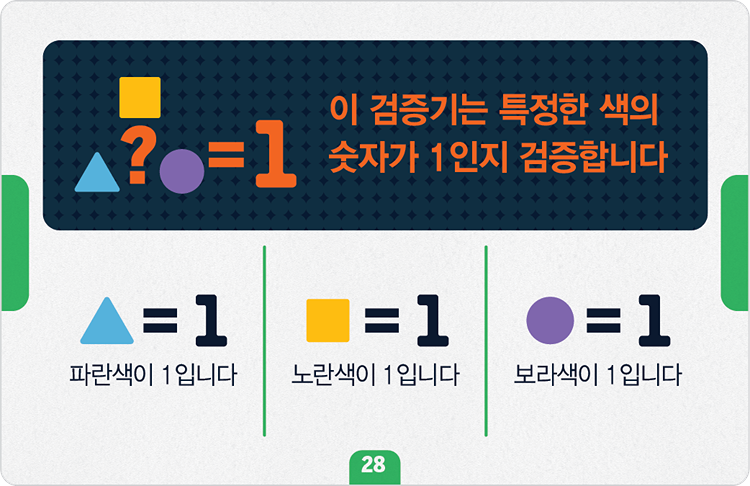 ? = 1
이 검증기는 특정한 색의
숫자가 1인지 검증합니다
= 1
파란색이 1입니다
= 1
노란색이 1입니다
= 1
보라색이 1입니다
28